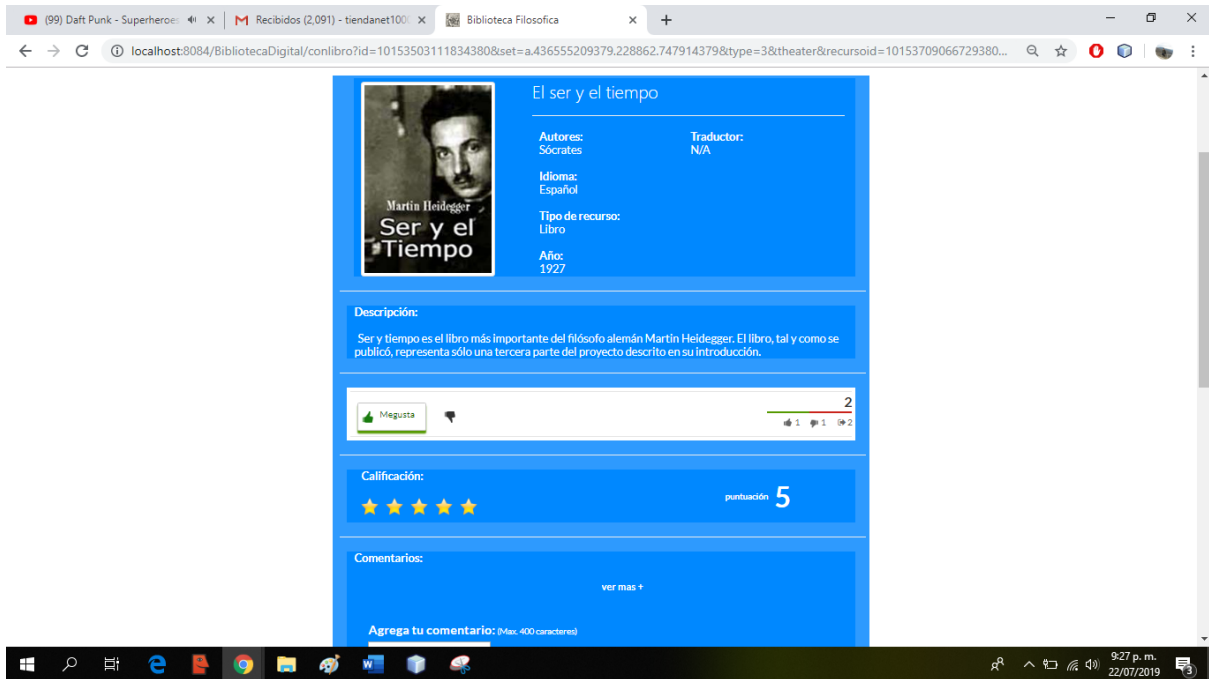 (99) Daft Punk - Superheroes
Recibidos (2,091) - tiendanet100
Biblioteca Filosofica
localhost:8084/BibliotecaDigital/conlibro?id=10153503111834380&set=a.436555209379.228862.747914379&type=3&theater&recursoid=10153709066729380...
El ser y el tiempo
Autores:
Sócrates
Traductor:
N/A
Idioma:
Español
Tipo de recurso:
Libro
Año:
1927
Martin Heidegger
Ser y el
Tiempo
Descripción:
Ser y tiempo es el libro más importante del filósofo alemán Martin Heidegger. El libro, tal y como se
publicó, representa sólo una tercera parte del proyecto descrito en su introducción.
Megusta
2
1 1 2
Calificación:
puntuación 5
Comentarios:
ver mas +
Agrega tu comentario: (Max. 400 caracteres)
9:27 p. m.
22/07/2019
3